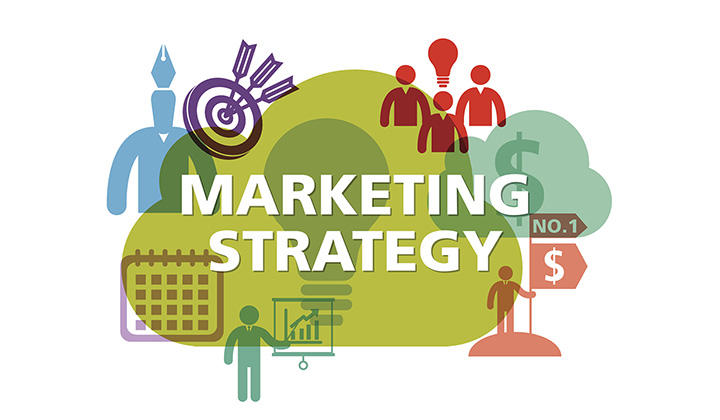 MARKETING
STRATEGY
$
NO.1
$